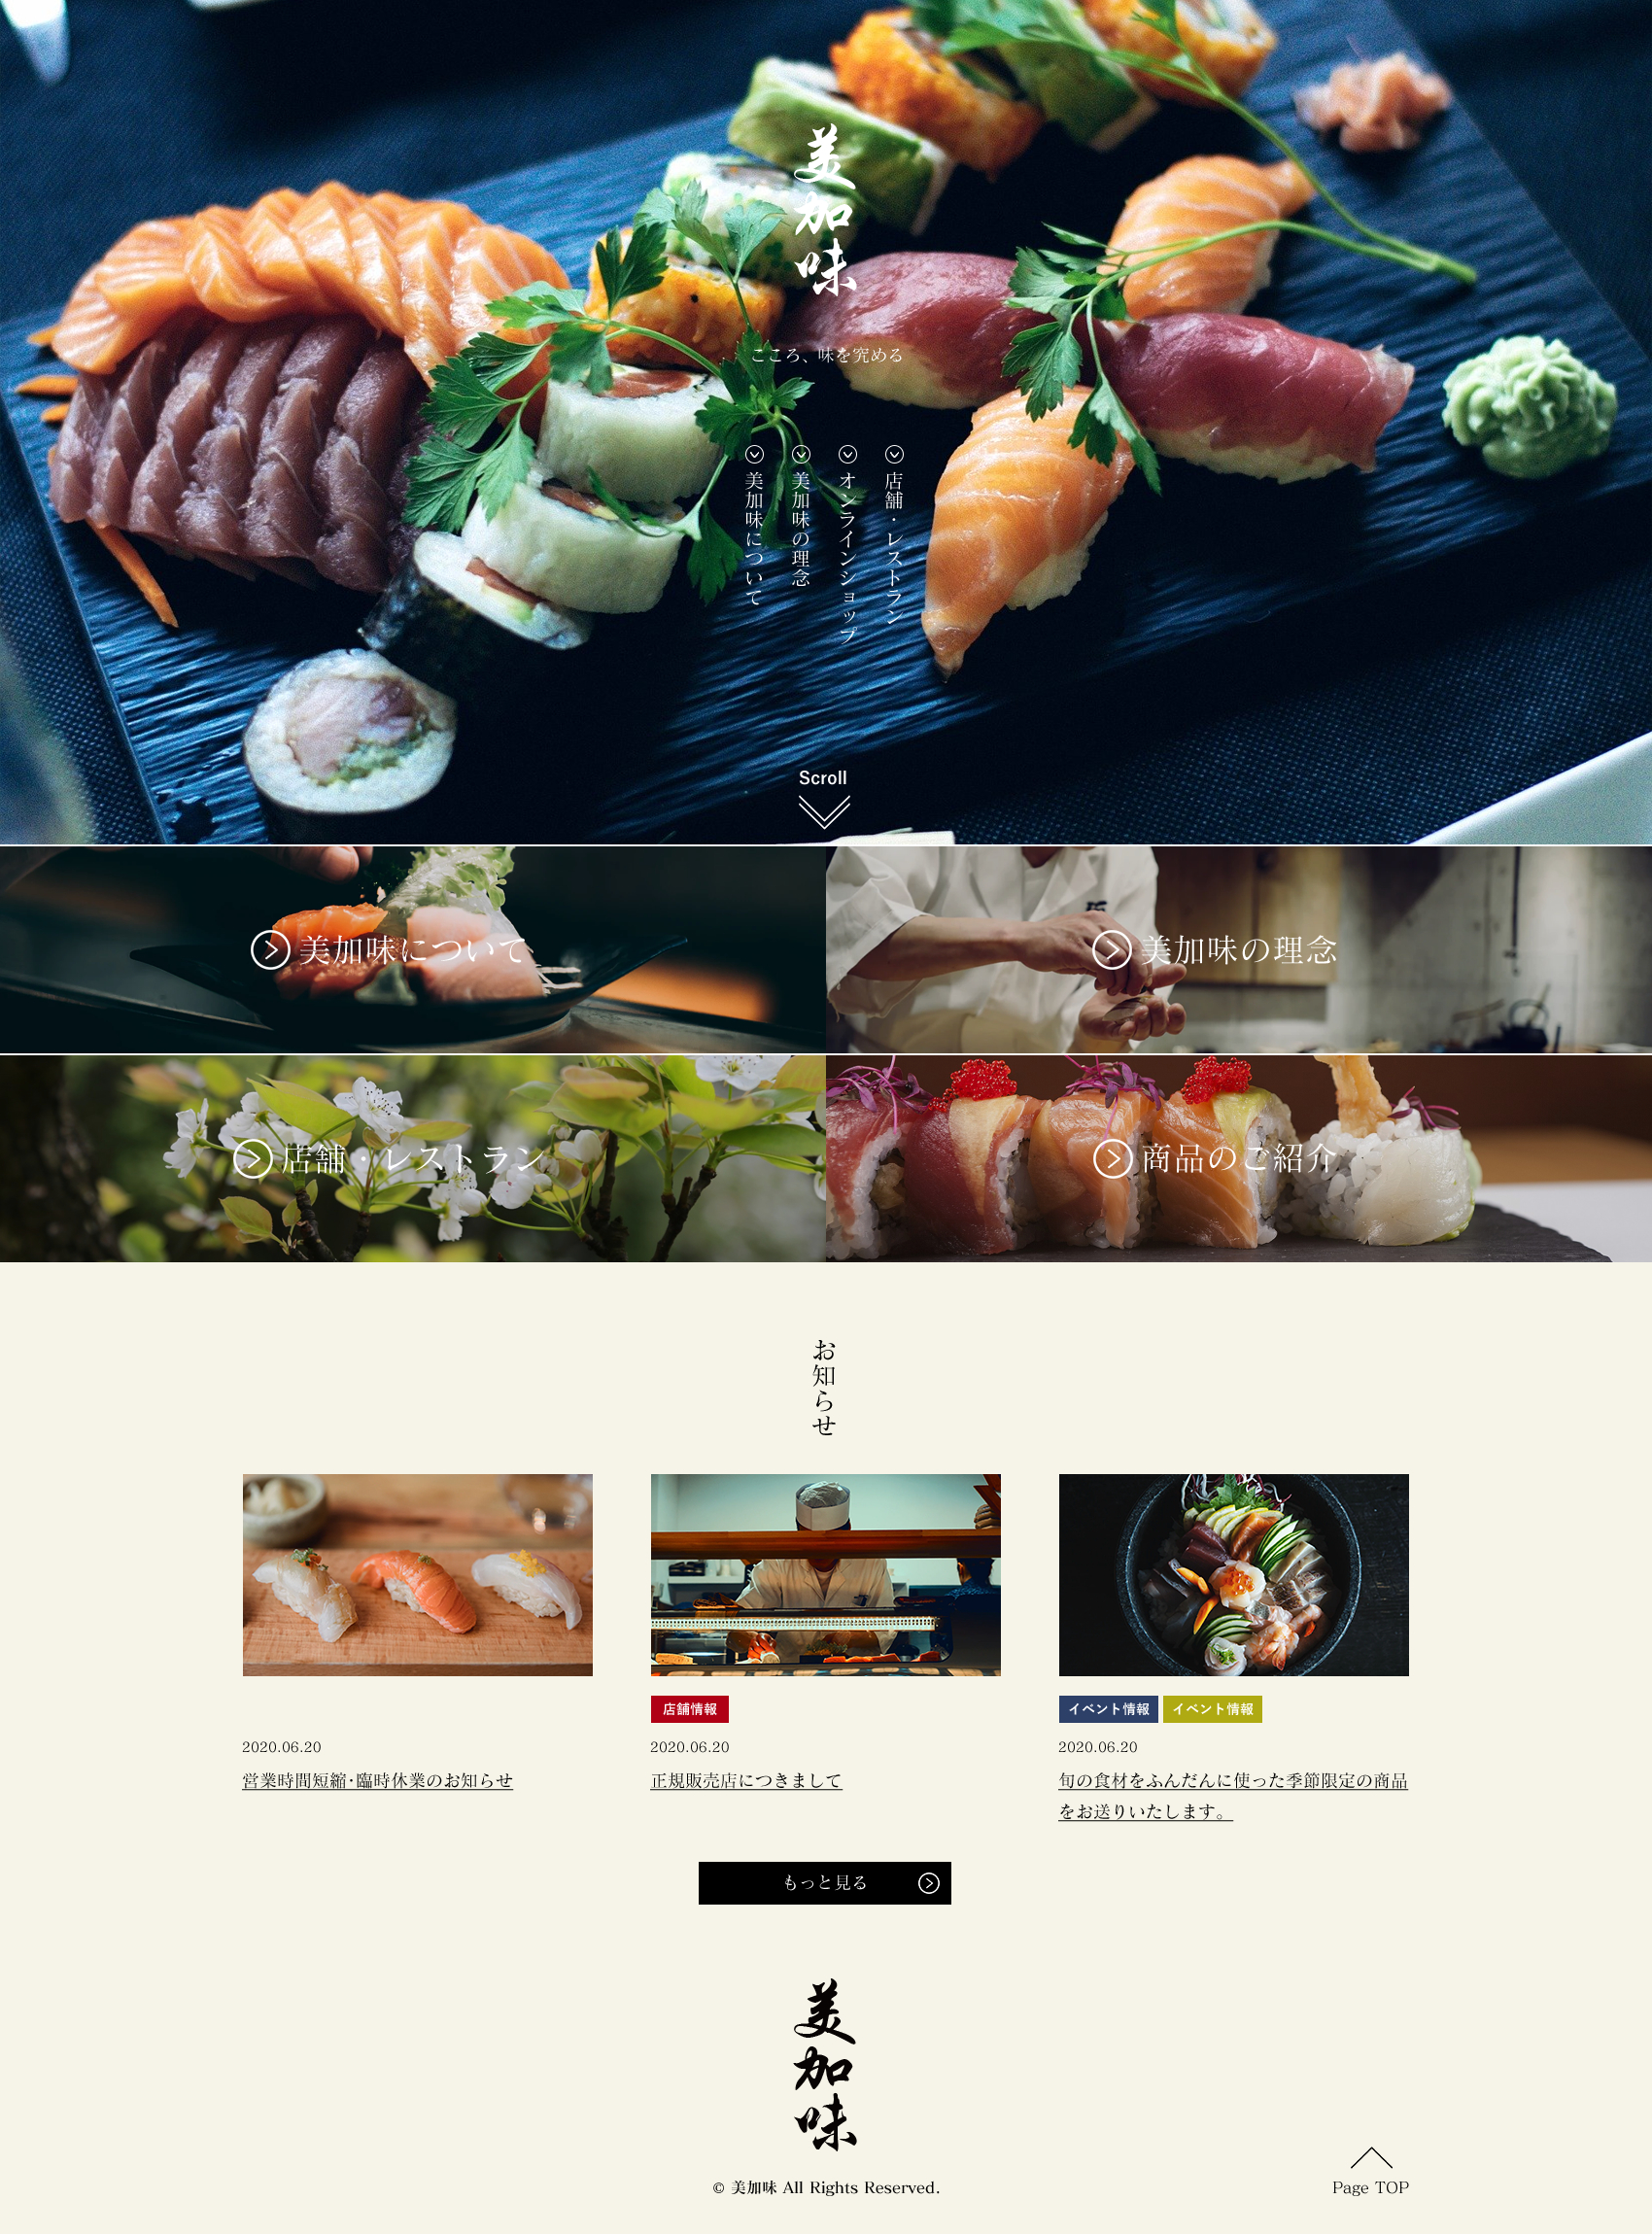 美加味
こころ、味を究める
店舗・レストラン
オンラインショップ
美加味の理念
美加味について
Scroll
美加味について
美加味の理念
店舗・レストラン
商品のご紹介
お知らせ
2020.06.20
営業時間短縮･臨時休業のお知らせ
店舗情報
2020.06.20
正規販売店につきまして
イベント情報 イベント情報
2020.06.20
旬の食材をふんだんに使った季節限定の商品
をお送りいたします。
もっと見る
美加味
© 美加味 All Rights Reserved.
Page TOP